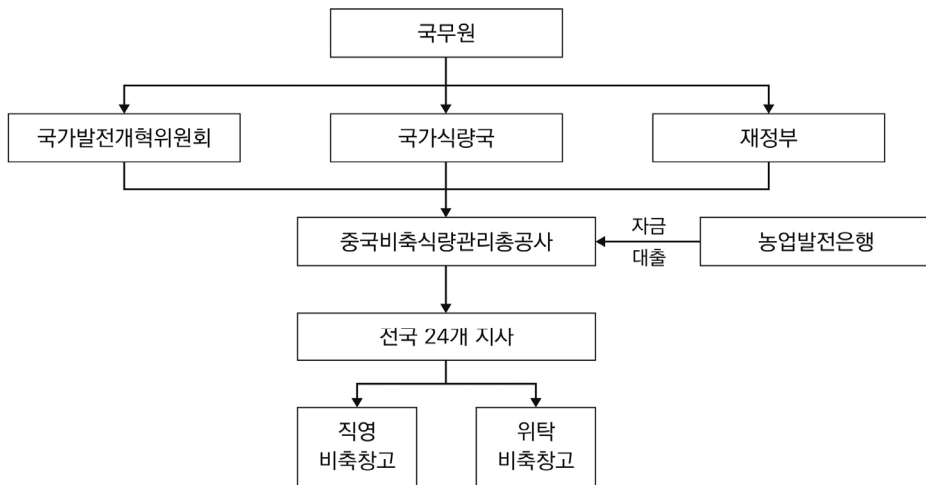 국무원
국가발전개혁위원회
국가식량국
재정부
중국비축식량관리총공사
자금
대출
농업발전은행
전국 24개 지사
직영
비축창고
위탁
비축창고